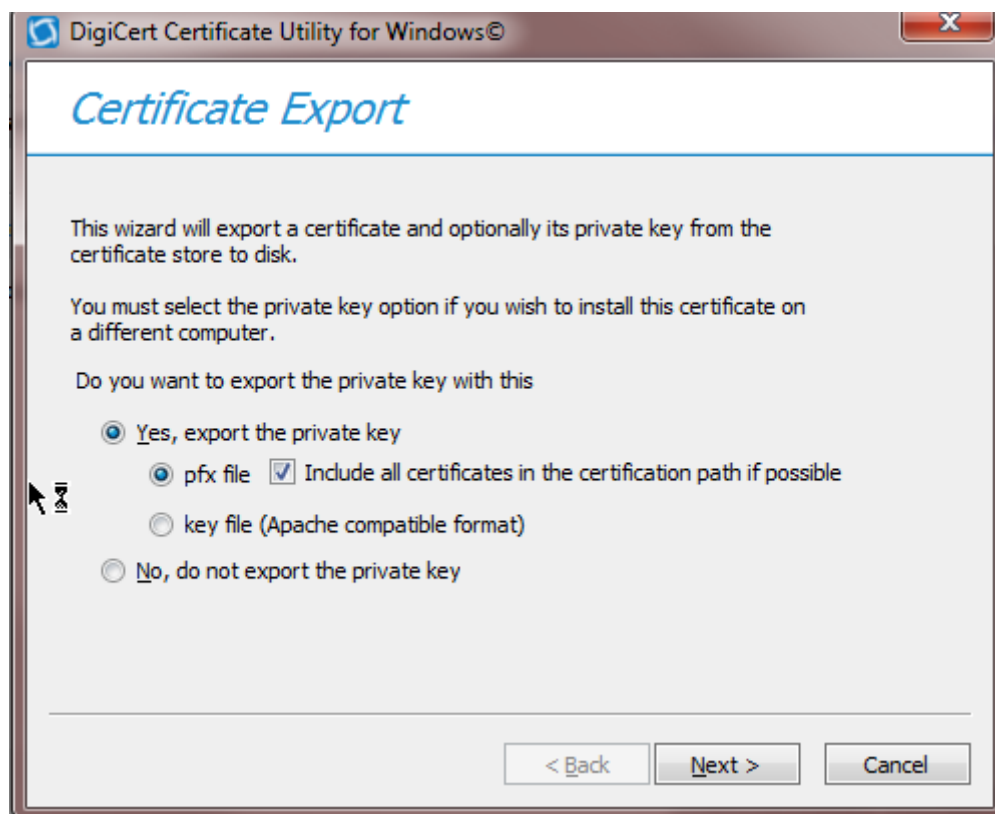 DigiCert Certificate Utility for Windows©
Certificate Export
This wizard will export a certificate and optionally its private key from the
certificate store to disk.
You must select the private key option if you wish to install this certificate on
a different computer.
Do you want to export the private key with this
Yes, export the private key
pfx file Include all certificates in the certification path if possible
key file (Apache compatible format)
No, do not export the private key
< Back Next > Cancel